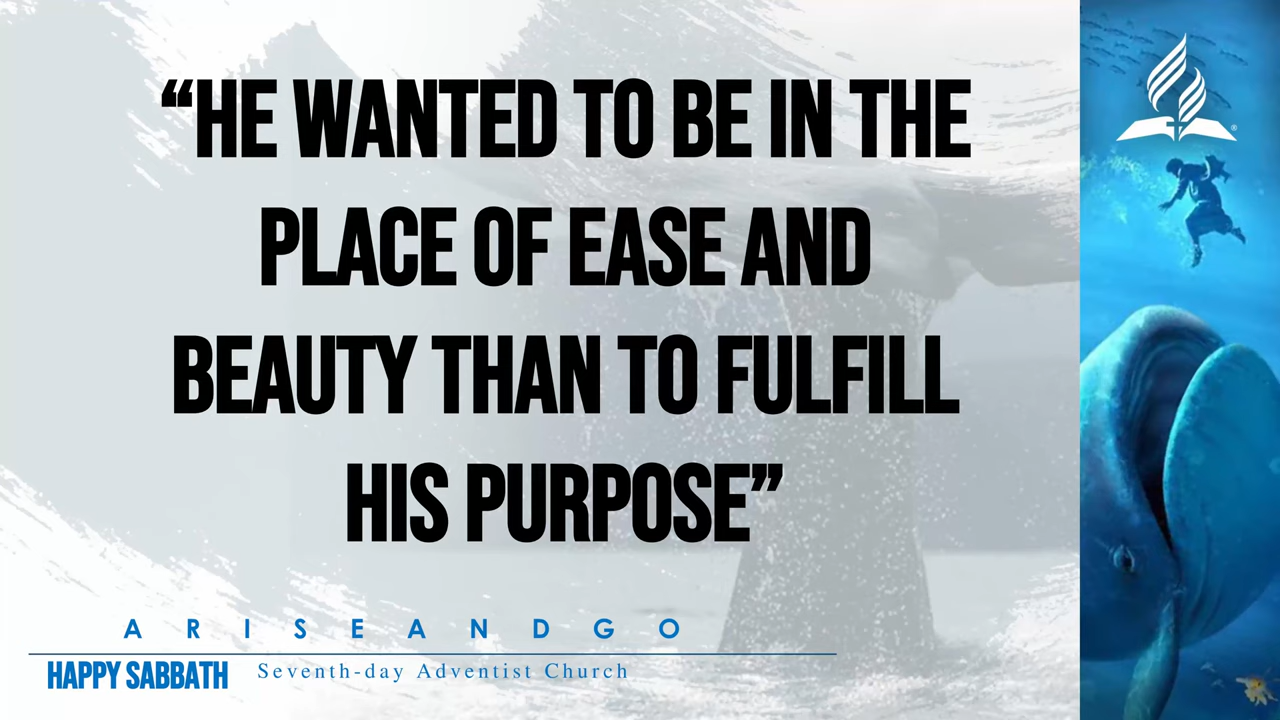 “HE WANTED TO BE IN THE
PLACE OF EASE AND
BEAUTY THAN TO FULFILL
HIS PURPOSE”
ARISEANDGO
HAPPY SABBATH Seventh-day Adventist Church
®